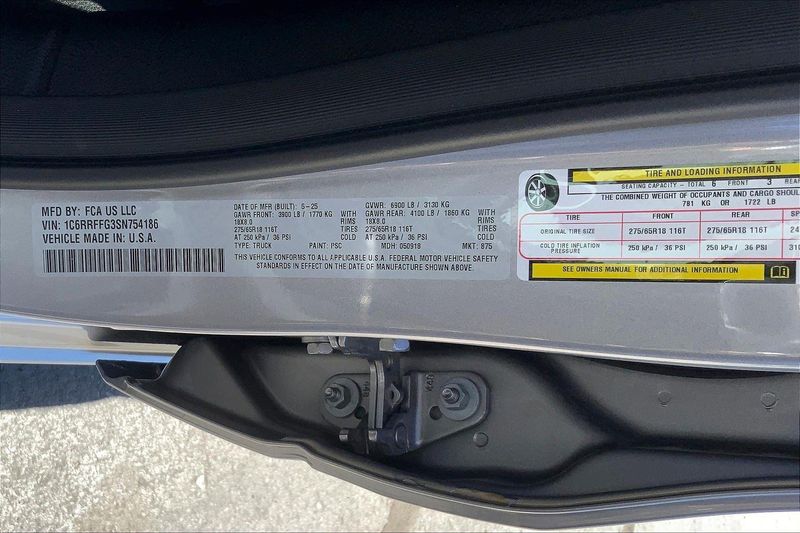 MFD BY: FCA US LLC
VIN: 1C6RRFFG3SN754186
VEHICLE MADE IN U.S.A.
DATE OF MFR (BUILT): 5-25
GAWR FRONT: 3900 LB / 1770 KG WITH
18X8.0 RIMS
275/65R18 116T TIRES
AT 250 kPa / 36 PSI COLD
TYPE: TRUCK PAINT: PSC
GVWR: 6900 LB / 3130 KG
GAWR REAR: 4100 LB / 1860 KG WITH
18X8.0 RIMS
275/65R18 116T TIRES
AT 250 kPa / 36 PSI COLD
MDH: 050918 MKT: 875
THIS VEHICLE CONFORMS TO ALL APPLICABLE U.S.A. FEDERAL MOTOR VEHICLE SAFETY
STANDARDS IN EFFECT ON THE DATE OF MANUFACTURE SHOWN ABOVE.
TIRE AND LOADING INFORMATION
SEATING CAPACITY - TOTAL 6 FRONT 3 REAR
THE COMBINED WEIGHT OF OCCUPANTS AND CARGO SHOULD
781 KG OR 1722 LB
TIRE FRONT REAR
ORIGINAL TIRE SIZE 275/65R18 116T 275/65R18 116T
COLD TIRE INFLATION PRESSURE 250 kPa / 36 PSI 250 kPa / 36 PSI
SEE OWNERS MANUAL FOR ADDITIONAL INFORMATION